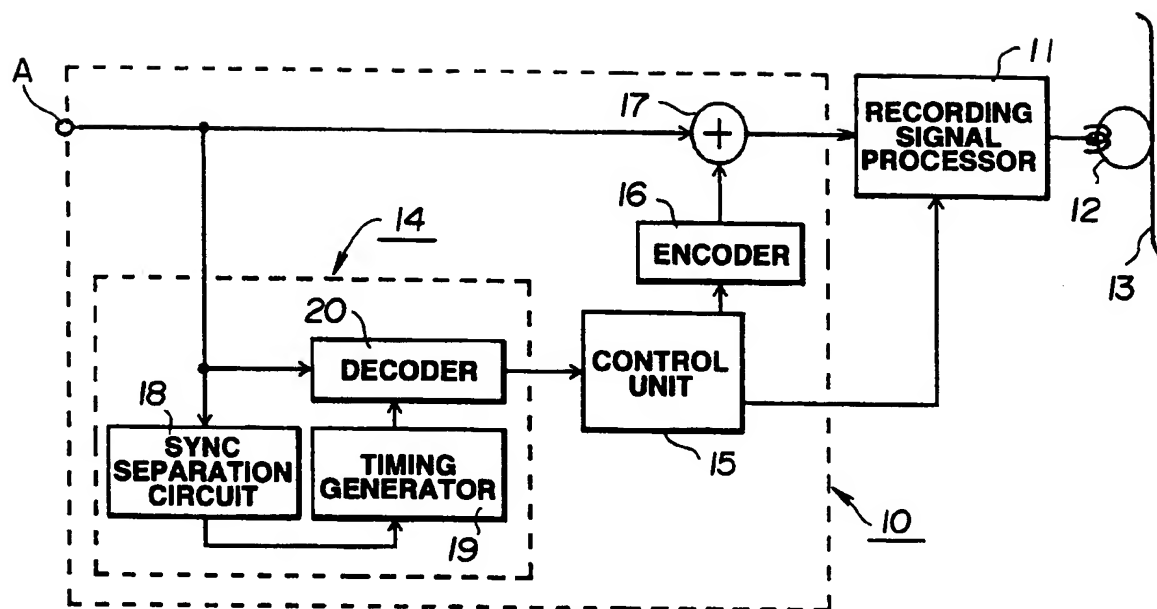 A
11
17
+
RECORDING
SIGNAL
PROCESSOR
12
16
14
ENCODER
13
20
DECODER
CONTROL
UNIT
18
SYNC
SEPARATION
CIRCUIT
TIMING
GENERATOR
15
19
10